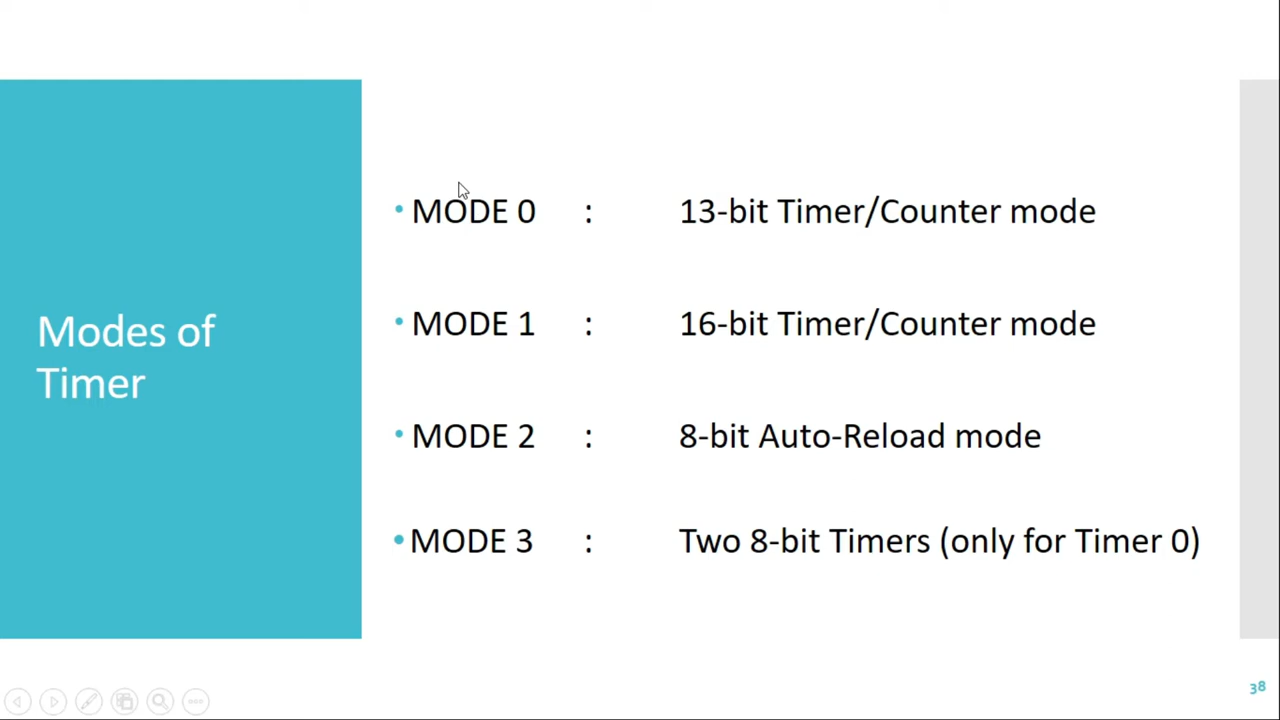 Modes of
Timer
• MODE 0 : 13-bit Timer/Counter mode
• MODE 1 : 16-bit Timer/Counter mode
• MODE 2 : 8-bit Auto-Reload mode
• MODE 3 : Two 8-bit Timers (only for Timer 0)
38